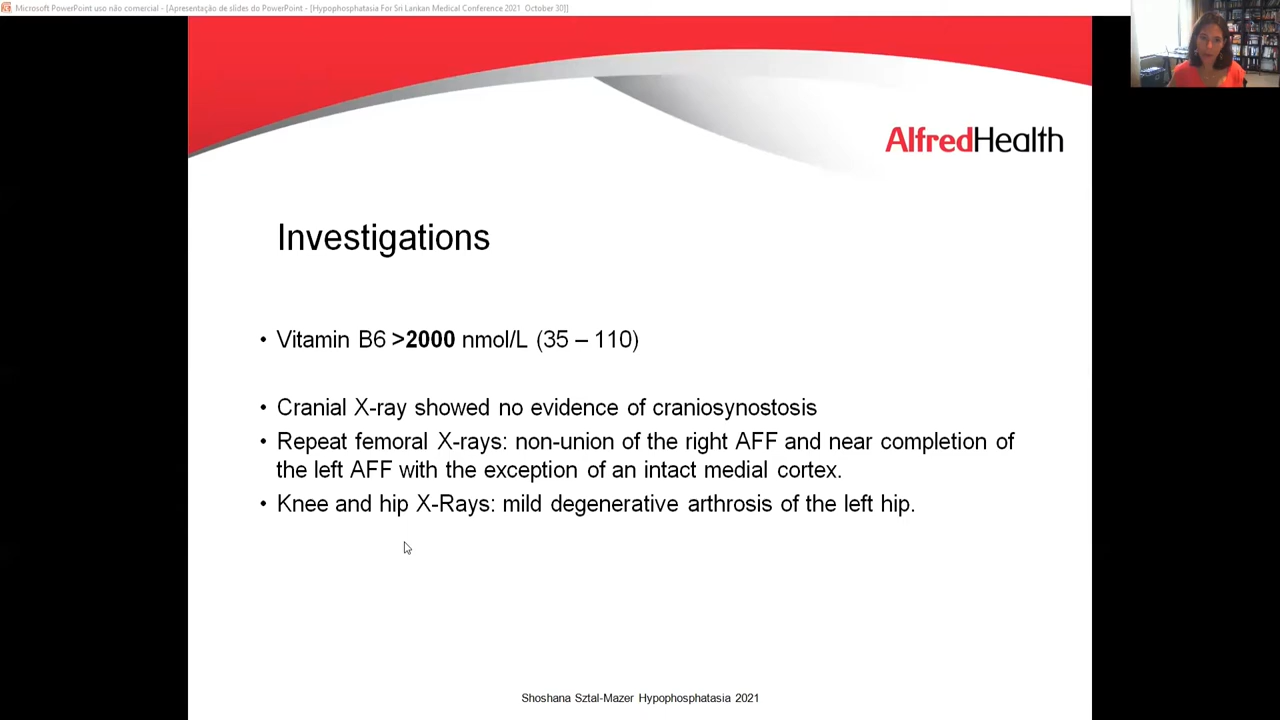 Microsoft PowerPoint uso não comercial - [Apresentação de slides do PowerPoint - [Hypophosphatasia For Sri Lankan Medical Conference 2021 October 30]]
AlfredHealth
Investigations
• Vitamin B6 >2000 nmol/L (35 – 110)
• Cranial X-ray showed no evidence of craniosynostosis
• Repeat femoral X-rays: non-union of the right AFF and near completion of
the left AFF with the exception of an intact medial cortex.
• Knee and hip X-Rays: mild degenerative arthrosis of the left hip.
Shoshana Sztal-Mazer Hypophosphatasia 2021